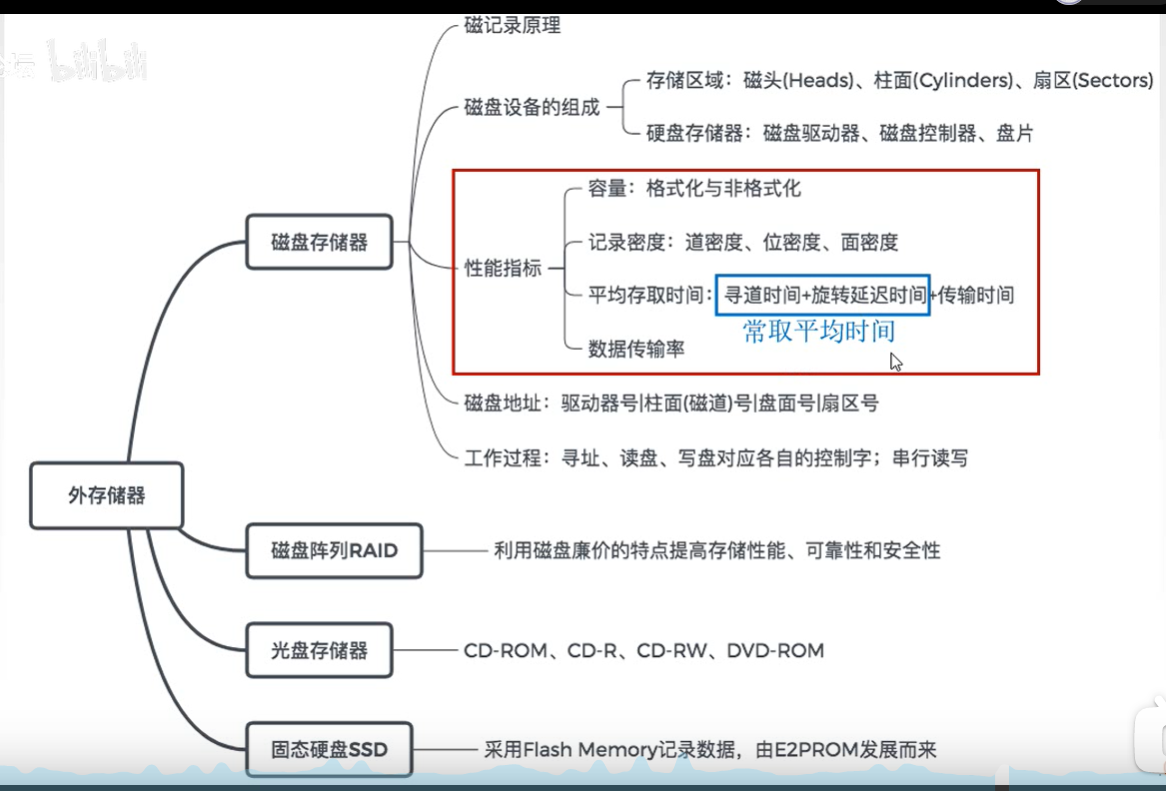 坛 bilibili
磁记录原理
存储区域：磁头(Heads)、柱面(Cylinders)、扇区(Sectors)
磁盘设备的组成
硬盘存储器：磁盘驱动器、磁盘控制器、盘片
容量：格式化与非格式化
磁盘存储器
记录密度：道密度、位密度、面密度
性能指标
平均存取时间：寻道时间+旋转延迟时间+传输时间
常取平均时间
数据传输率
磁盘地址：驱动器号|柱面(磁道)号|盘面号|扇区号
工作过程：寻址、读盘、写盘对应各自的控制字；串行读写
外存储器
磁盘阵列RAID
利用磁盘廉价的特点提高存储性能、可靠性和安全性
光盘存储器
CD-ROM、CD-R、CD-RW、DVD-ROM
固态硬盘SSD
采用Flash Memory记录数据，由E2PROM发展而来